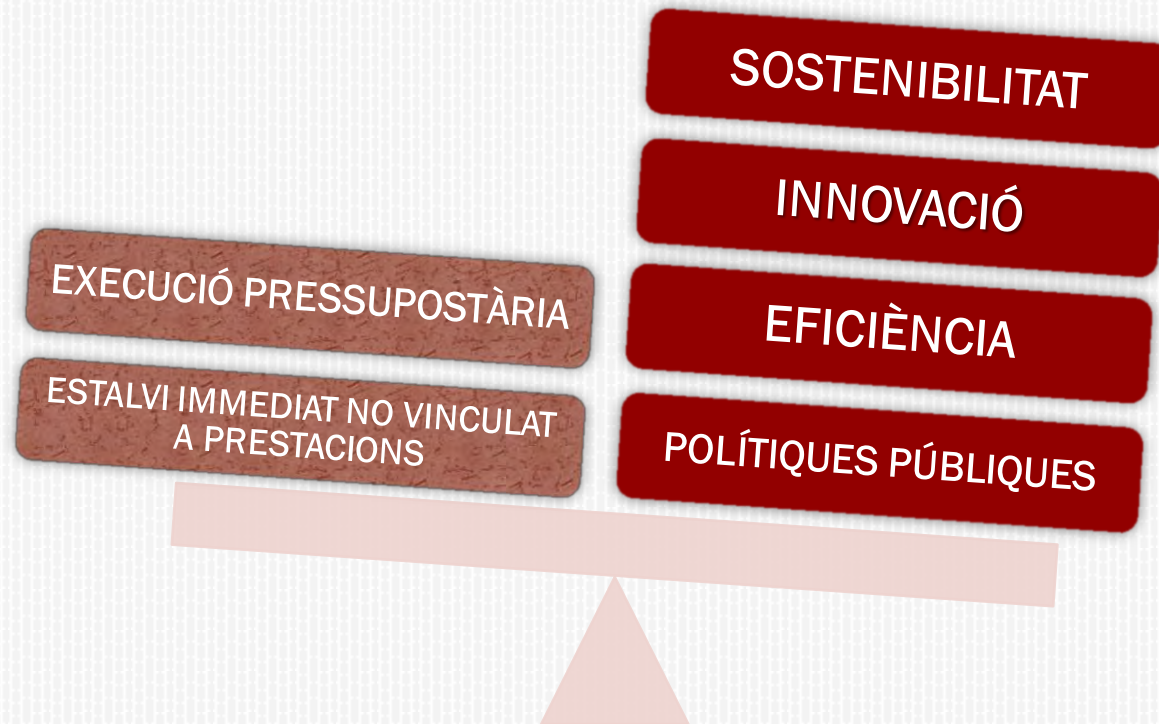 EXECUCIÓ PRESSUPOSTÀRIA
ESTALVI IMMEDIAT NO VINCULAT
A PRESTACIONS
SOSTENIBILITAT
INNOVACIÓ
EFICIÈNCIA
POLÍTIQUES PÚBLIQUES